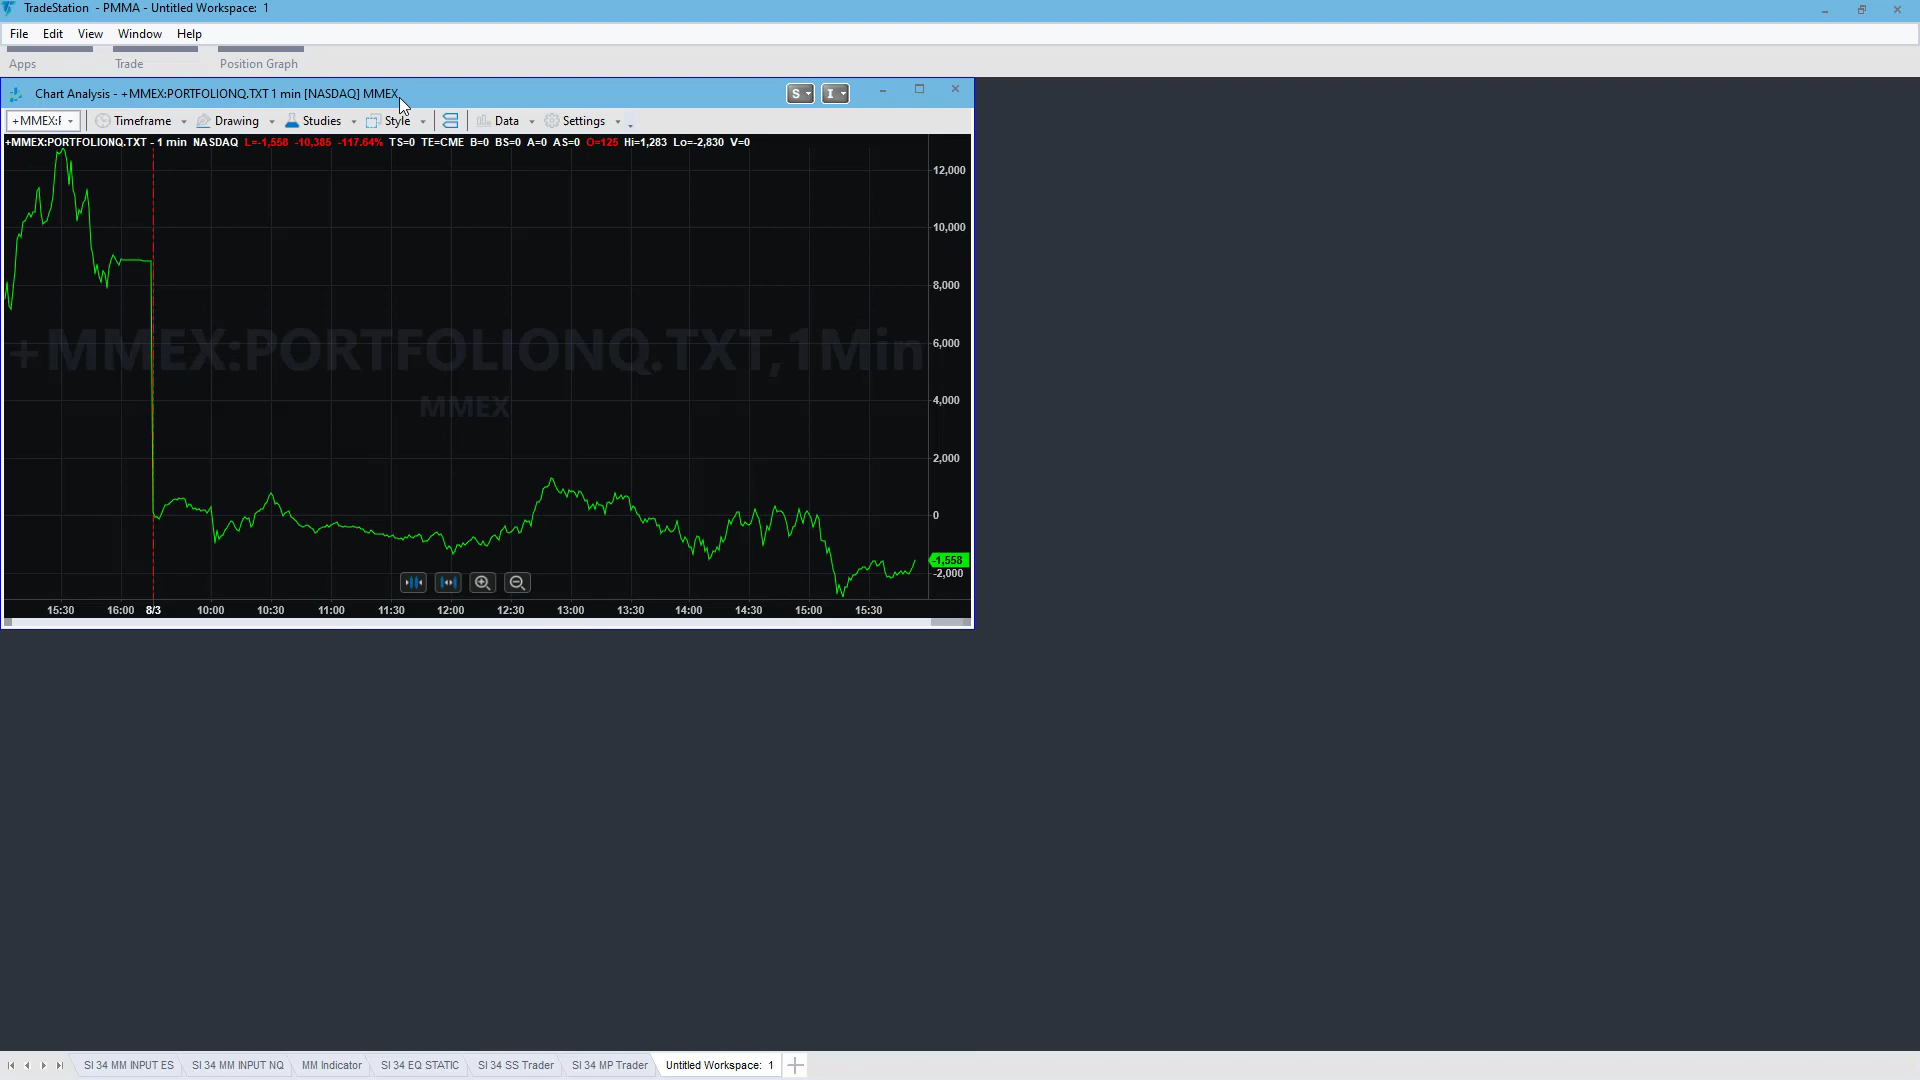 TradeStation - PMMA - Untitled Workspace: 1
File Edit View Window Help
Apps Trade Position Graph
Chart Analysis - +MMEX:PORTFOLIONQ.TXT 1 min [NASDAQ] MMEX
S I
+MMEX:F Timeframe Drawing Studies Style Data Settings
+MMEX:PORTFOLIONQ.TXT - 1 min NASDAQ L=-1,558 -10,385 -117.64% TS=0 TE=CME B=0 BS=0 A=0 AS=0 O=125 Hi=1,283 Lo=-2,830 V=0
12,000
10,000
8,000
6,000
+MMEX:PORTFOLIONQ.TXT,1Min
4,000
MMEX
2,000
0
-1,558
-2,000
15:30 16:00 8/3 10:00 10:30 11:00 11:30 12:00 12:30 13:00 13:30 14:00 14:30 15:00 15:30
SI 34 MM INPUT ES SI 34 MM INPUT NQ MM Indicator SI 34 EQ STATIC SI 34 SS Trader SI 34 MP Trader Untitled Workspace: 1